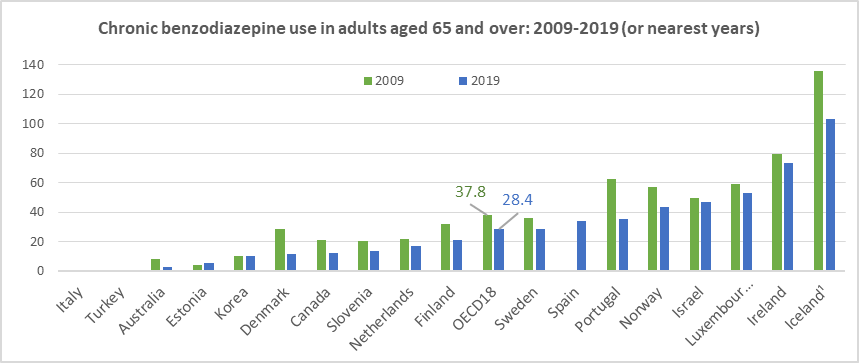 Chronic benzodiazepine use in adults aged 65 and over: 2009-2019 (or nearest years)
140
2009
2019
120
100
80
60
40
20
0
37.8
28.4
Italy
Turkey
Australia
Estonia
Korea
Denmark
Canada
Slovenia
Netherlands
Finland
OECD18
Sweden
Spain
Portugal
Norway
Israel
Luxembour...
Ireland
Iceland¹